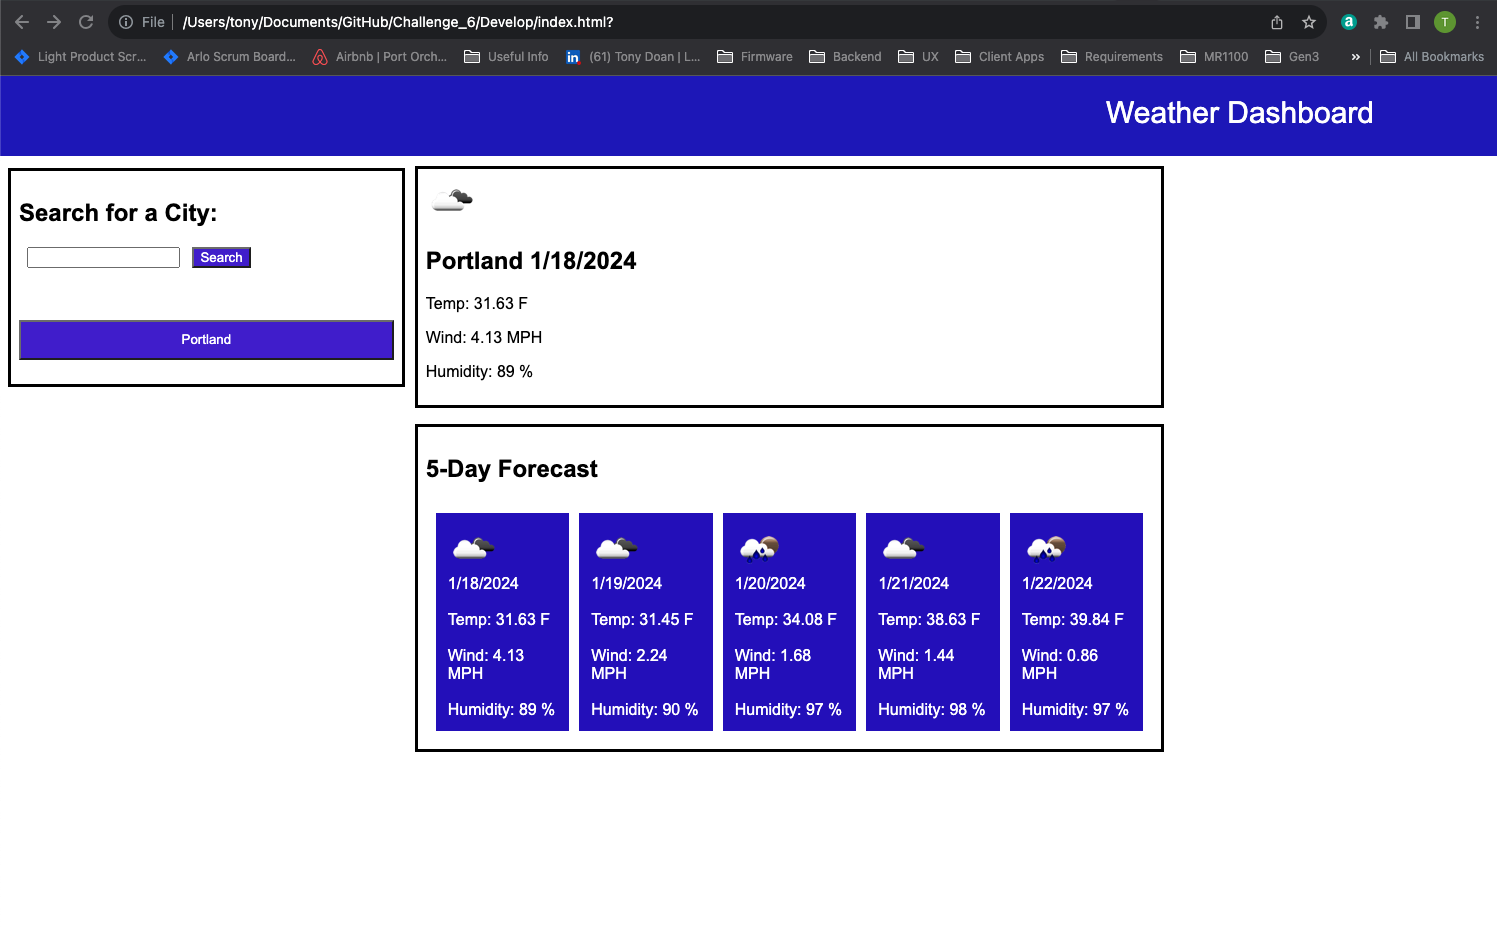 File /Users/tony/Documents/GitHub/Challenge_6/Develop/index.html?
a
T
Light Product Scr...
Arlo Scrum Board...
Airbnb | Port Orch...
Useful Info
in
(61) Tony Doan | L...
Firmware
Backend
UX
Client Apps
Requirements
MR1100
Gen3
»
All Bookmarks
Weather Dashboard
Search for a City:
Search
Portland
Portland 1/18/2024
Temp: 31.63 F
Wind: 4.13 MPH
Humidity: 89 %
5-Day Forecast
1/18/2024
Temp: 31.63 F
Wind: 4.13
MPH
Humidity: 89 %
1/19/2024
Temp: 31.45 F
Wind: 2.24
MPH
Humidity: 90 %
1/20/2024
Temp: 34.08 F
Wind: 1.68
MPH
Humidity: 97 %
1/21/2024
Temp: 38.63 F
Wind: 1.44
MPH
Humidity: 98 %
1/22/2024
Temp: 39.84 F
Wind: 0.86
MPH
Humidity: 97 %